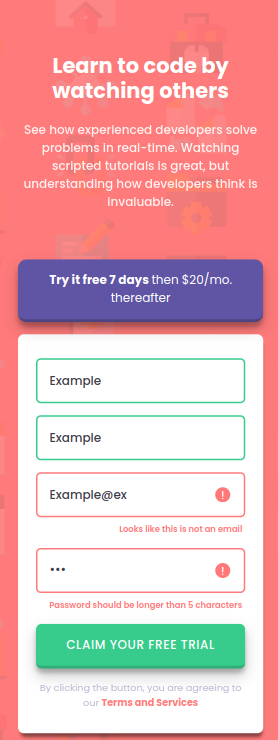 Learn to code by
watching others
See how experienced developers solve
problems in real-time. Watching
scripted tutorials is great, but
understanding how developers think is
invaluable.
Try it free 7 days then $20/mo.
thereafter
Example
Example
Example@ex
Looks like this is not an email
•••
Password should be longer than 5 characters
CLAIM YOUR FREE TRIAL
By clicking the button, you are agreeing to
our Terms and Services